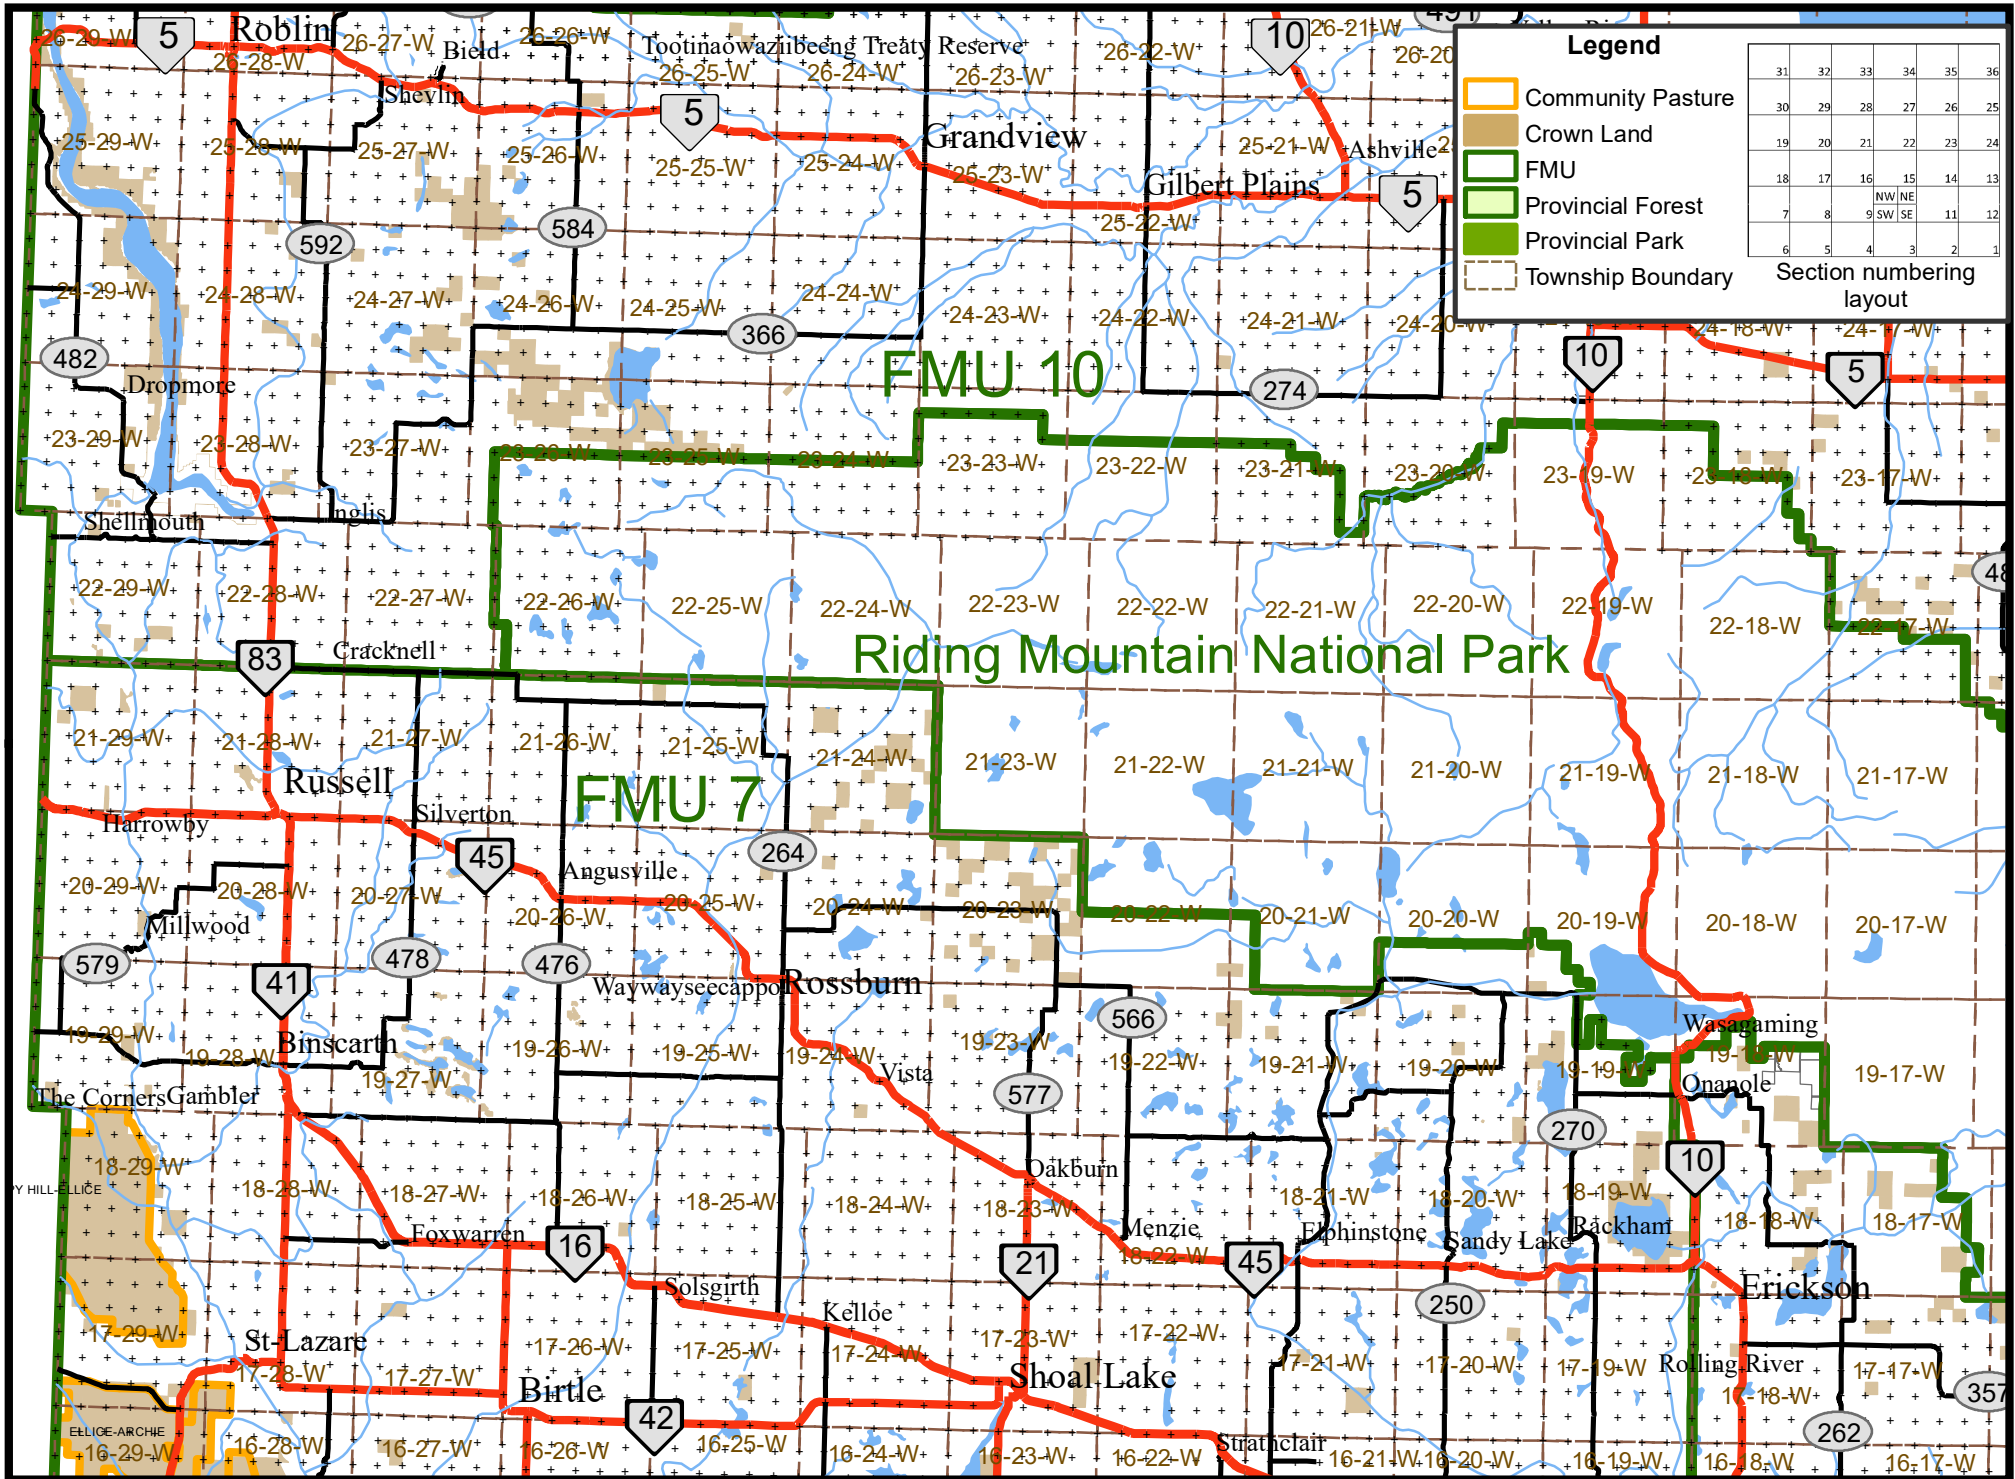 Legend
Community Pasture
Crown Land
FMU
Provincial Forest
Provincial Park
Township Boundary
31 32 33 34 35 36
30 29 28 27 26 25
19 20 21 22 23 24
18 17 16 15 14 13
NW NE
7 8 9 SW SE 11 12
6 5 4 3 2 1
Section numbering
layout
26-29-W 5 Roblin 26-27-W Bield 26-26-W 10 26-21-W 491
26-28-W Tootinaowaziibeeng Treaty Reserve 26-22-W 26-20
26-25-W 26-24-W 26-23-W
Shevlin 5 Grandview
25-29-W 25-28-W 25-27-W 25-26-W 25-25-W 25-24-W 25-23-W 25-21-W Ashville
Gilbert Plains 5
592 584 25-22-W
24-29-W 24-28-W 24-27-W 24-26-W 24-25-W 24-24-W 24-23-W 24-22-W 24-21-W 24-20-W 24-18-W 24-17-W
482 366 FMU 10 274 10 5
Dropmore
23-29-W 23-28-W 23-27-W 23-26-W 23-25-W 23-24-W 23-23-W 23-22-W 23-21-W 23-20-W 23-19-W 23-18-W 23-17-W
Shellmouth Inglis
22-29-W 22-28-W 22-27-W 22-26-W 22-25-W 22-24-W 22-23-W 22-22-W 22-21-W 22-20-W 22-19-W 22-18-W 22-17-W 48
83 Cracknell Riding Mountain National Park
21-29-W 21-28-W 21-27-W 21-26-W 21-25-W 21-24-W 21-23-W 21-22-W 21-21-W 21-20-W 21-19-W 21-18-W 21-17-W
Russell FMU 7
Harrowby Silverton
45 Angusville 264
20-29-W 20-28-W 20-27-W 20-26-W 20-25-W 20-24-W 20-23-W 20-22-W 20-21-W 20-20-W 20-19-W 20-18-W 20-17-W
Millwood
579 41 478 476 Waywayseecappo Rossburn
566
19-29-W 19-28-W Binscarth 19-27-W 19-26-W 19-25-W 19-24-W 19-23-W 19-22-W 19-21-W 19-20-W 19-19-W Wasagaming 19-18-W 19-17-W
The Corners Gambler Vista 577 Onanole
270
18-29-W 18-28-W 18-27-W 18-26-W 18-25-W 18-24-W 18-23-W Oakburn 18-21-W 18-20-W 18-19-W 10 18-18-W 18-17-W
Y HILL-ELLICE
Foxwarren 16 21 Menzie 18-22-W 45 Elphinstone Sandy Lake Rackham
Solsgirth Kelloe 250 Erickson
17-29-W St-Lazare 17-28-W 17-27-W 17-26-W 17-25-W 17-24-W 17-23-W 17-22-W 17-21-W 17-20-W 17-19-W Rolling River 17-18-W 17-17-W
Birtle 42 Shoal Lake 357
ELLICE-ARCHIE 262
16-29-W 16-28-W 16-27-W 16-26-W 16-25-W 16-24-W 16-23-W 16-22-W Strathclair 16-21-W 16-20-W 16-19-W 16-18-W 16-17-W